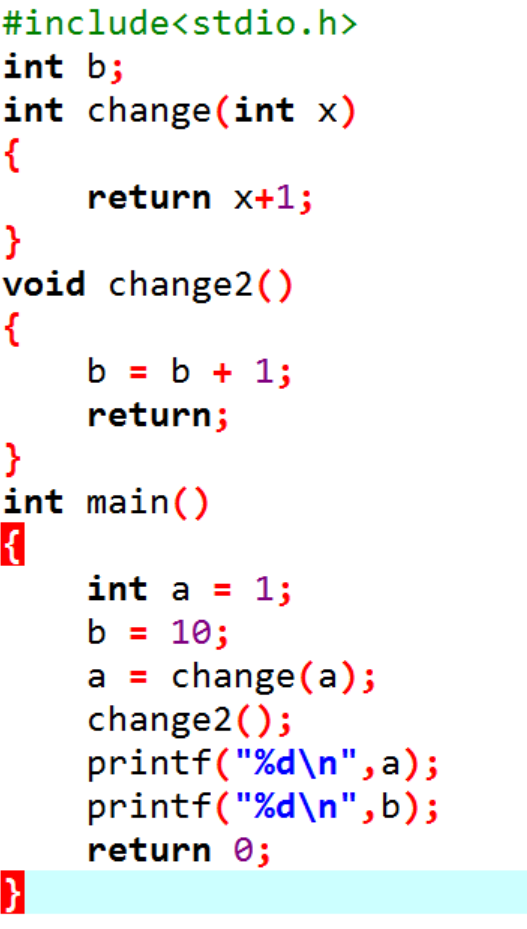 #include<stdio.h>
int b;
int change(int x)
{
    return x+1;
}
void change2()
{
    b = b + 1;
    return;
}
int main()
{
    int a = 1;
    b = 10;
    a = change(a);
    change2();
    printf("%d\n",a);
    printf("%d\n",b);
    return 0;
}